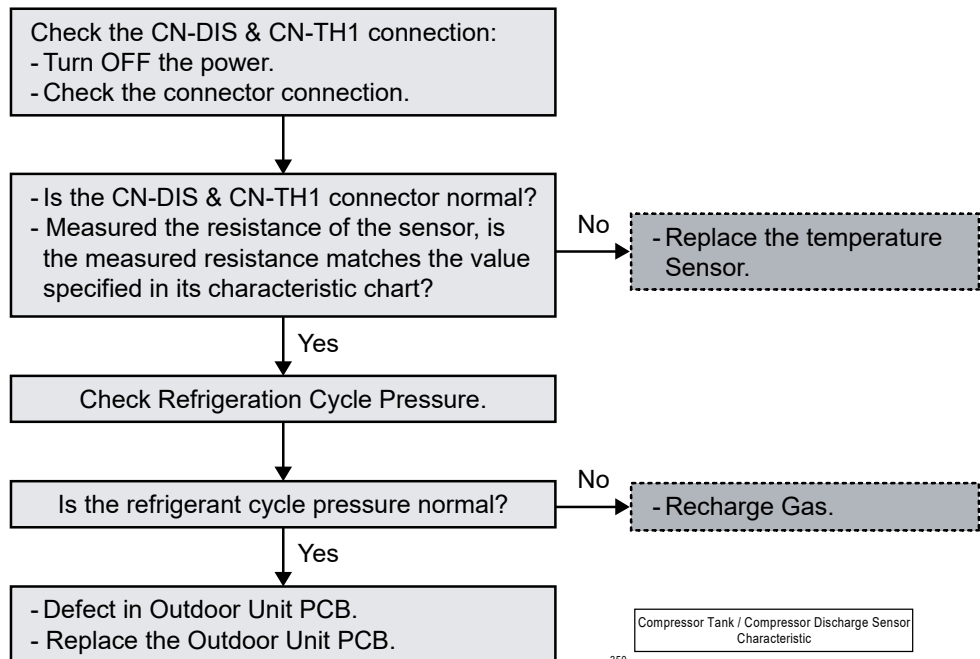 Check the CN-DIS & CN-TH1 connection:
- Turn OFF the power.
- Check the connector connection.
- Is the CN-DIS & CN-TH1 connector normal?
- Measured the resistance of the sensor, is
the measured resistance matches the value
specified in its characteristic chart?
No
- Replace the temperature
Sensor.
Yes
Check Refrigeration Cycle Pressure.
Is the refrigerant cycle pressure normal?
No
- Recharge Gas.
Yes
- Defect in Outdoor Unit PCB.
- Replace the Outdoor Unit PCB.
Compressor Tank / Compressor Discharge Sensor
Characteristic